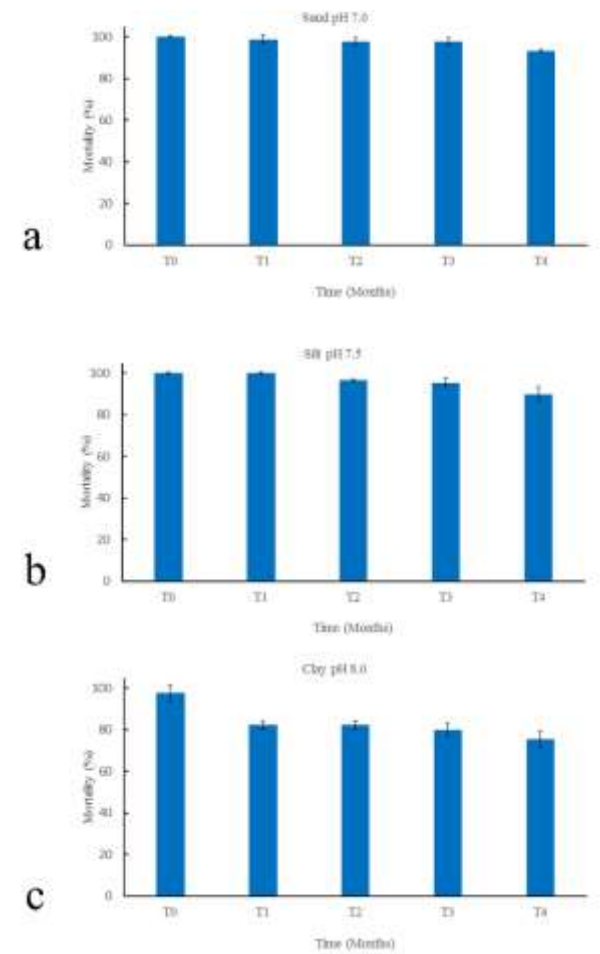 Sand pH 7.0
100
80
60
40
20
0
Mortality (%)
T0 T1 T2 T3 T4
Time (Months)
a
Silt pH 7.5
100
80
60
40
20
0
Mortality (%)
T0 T1 T2 T3 T4
Time (Months)
b
Clay pH 8.0
100
80
60
40
20
0
Mortality (%)
T0 T1 T2 T3 T4
Time (Months)
c